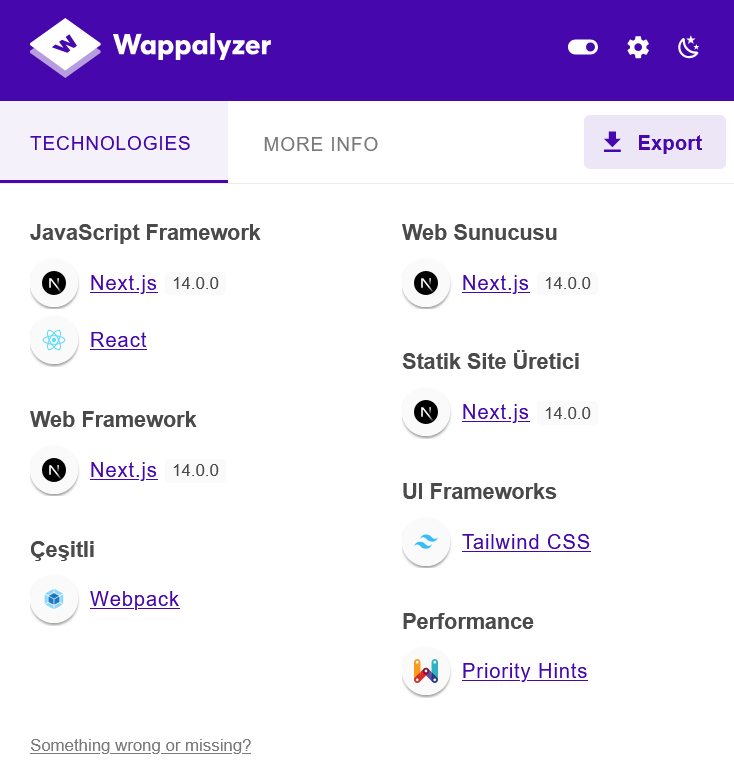 Wappalyzer
TECHNOLOGIES
MORE INFO
Export
JavaScript Framework
Next.js 14.0.0
React
Web Framework
Next.js 14.0.0
Çeşitli
Webpack
Web Sunucusu
Next.js 14.0.0
Statik Site Üretici
Next.js 14.0.0
UI Frameworks
Tailwind CSS
Performance
Priority Hints
Something wrong or missing?